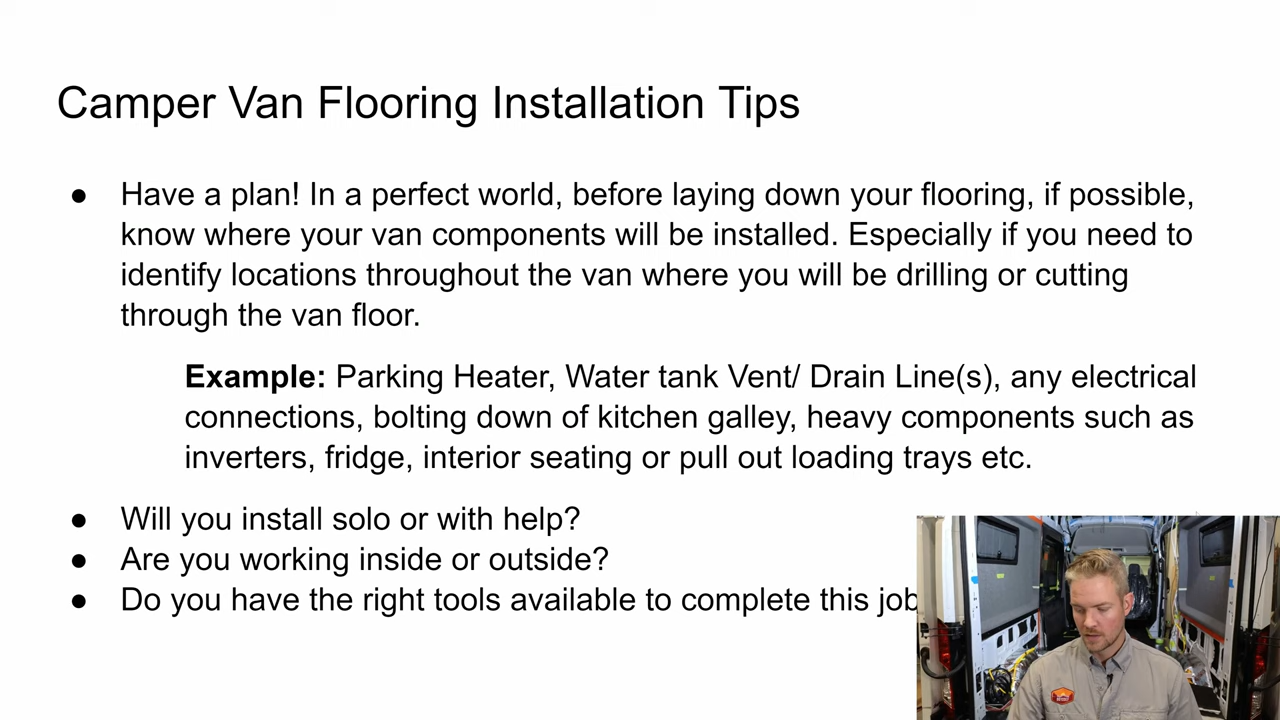 Camper Van Flooring Installation Tips
● Have a plan! In a perfect world, before laying down your flooring, if possible,
know where your van components will be installed. Especially if you need to
identify locations throughout the van where you will be drilling or cutting
through the van floor.
Example: Parking Heater, Water tank Vent/ Drain Line(s), any electrical
connections, bolting down of kitchen galley, heavy components such as
inverters, fridge, interior seating or pull out loading trays etc.
● Will you install solo or with help?
● Are you working inside or outside?
● Do you have the right tools available to complete this job